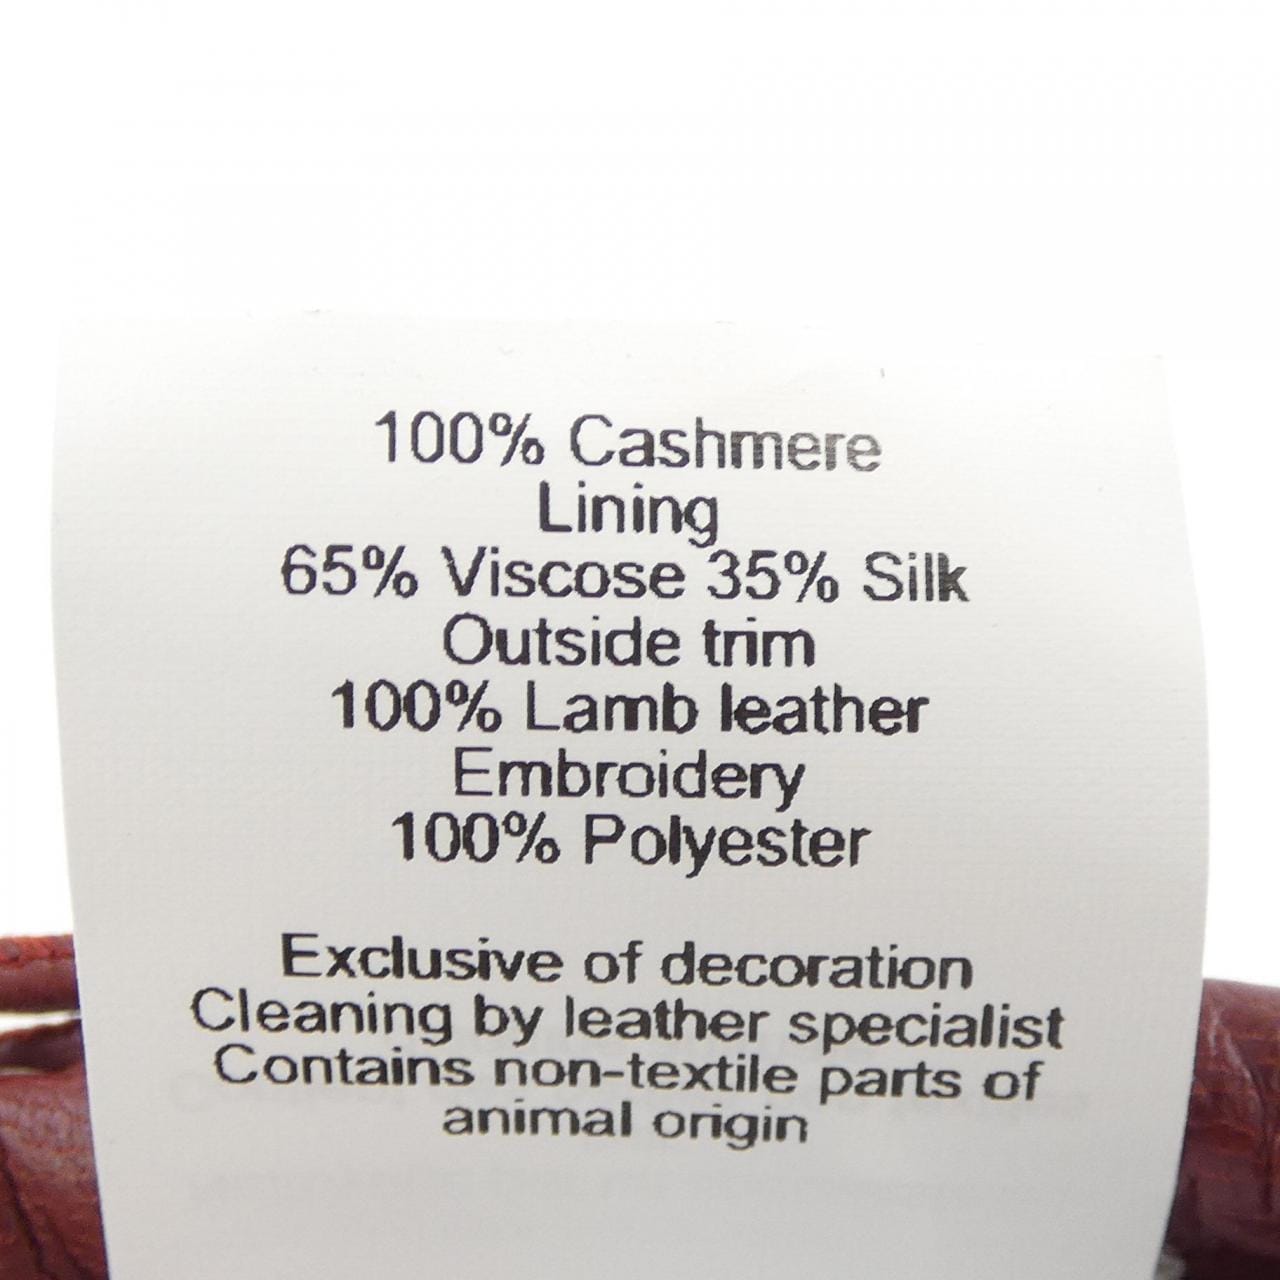 100% Cashmere
Lining
65% Viscose 35% Silk
Outside trim
100% Lamb leather
Embroidery
100% Polyester
Exclusive of decoration
Cleaning by leather specialist
Contains non-textile parts of
animal origin